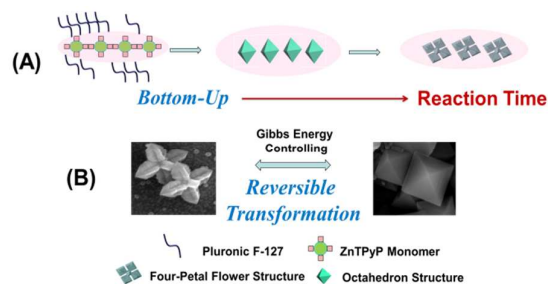 (A)
Bottom-Up
Reaction Time
Gibbs Energy
Controlling
(B)
Reversible
Transformation
Pluronic F-127
ZnTPyP Monomer
Four-Petal Flower Structure
Octahedron Structure